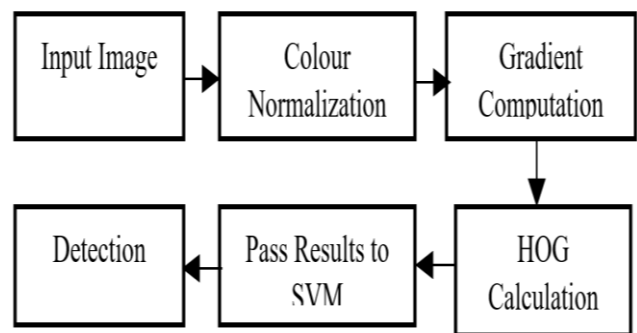 Input Image
Colour
Normalization
Gradient
Computation
HOG
Calculation
Pass Results to
SVM
Detection